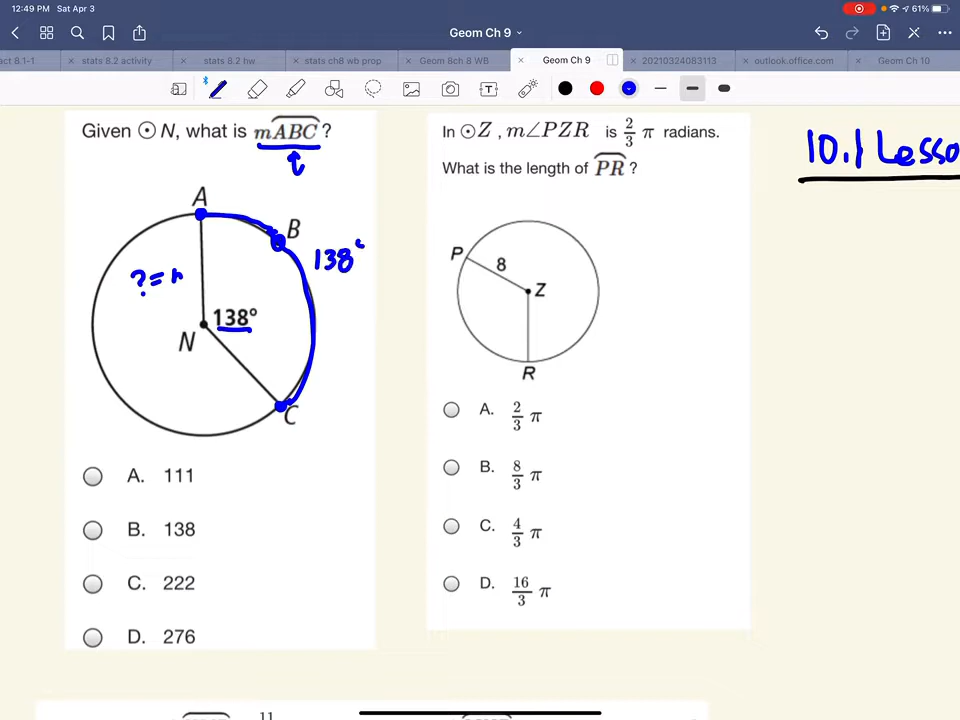 12:49 PM Sat Apr 3
61%
Geom Ch 9
act 8.1-1
stats 8.2 activity
stats 8.2 hw
stats ch8 wb prop
Geom 8ch 8 WB
Geom Ch 9
20210324083113
outlook.office.com
Geom Ch 10
Given ⊙ N, what is mABC ?
A
B
138°
? =
138°
N
C
A. 111
B. 138
C. 222
D. 276
In ⊙Z , m∠PZR is 2/3 π radians.
What is the length of PR ?
P
8
Z
R
A. 2/3 π
B. 8/3 π
C. 4/3 π
D. 16/3 π
10.1 Lesso
11